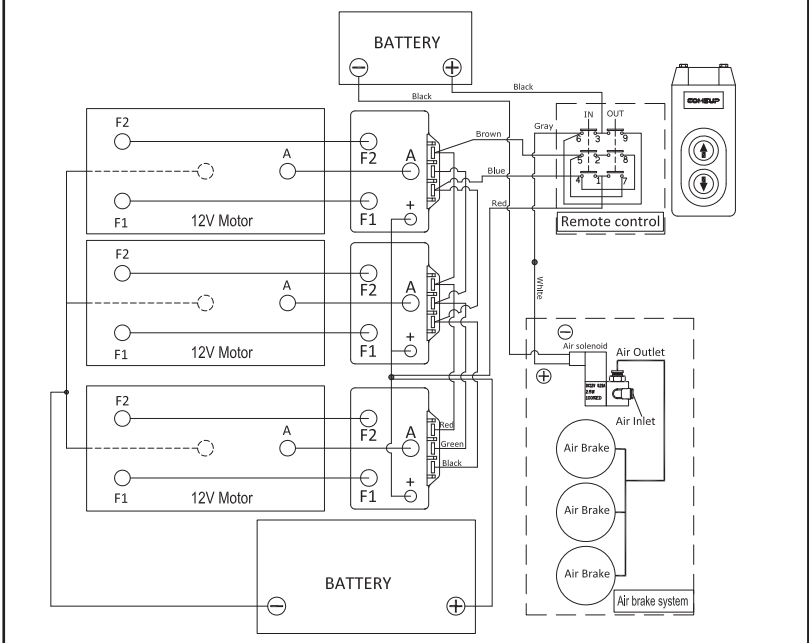 BATTERY
Black
Black
IN OUT
COMEUP
Gray
6 3 9
5 2 8
4 1 7
Brown
Blue
Red
Remote control
F2
A
F1
12V Motor
F2
A
F1
+
F2
A
F1
12V Motor
F2
A
F1
+
F2
A
F1
12V Motor
F2
A
F1
+
Red
Green
Black
White
Air solenoid
Air Outlet
Air Inlet
Air Brake
Air Brake
Air Brake
Air brake system
BATTERY